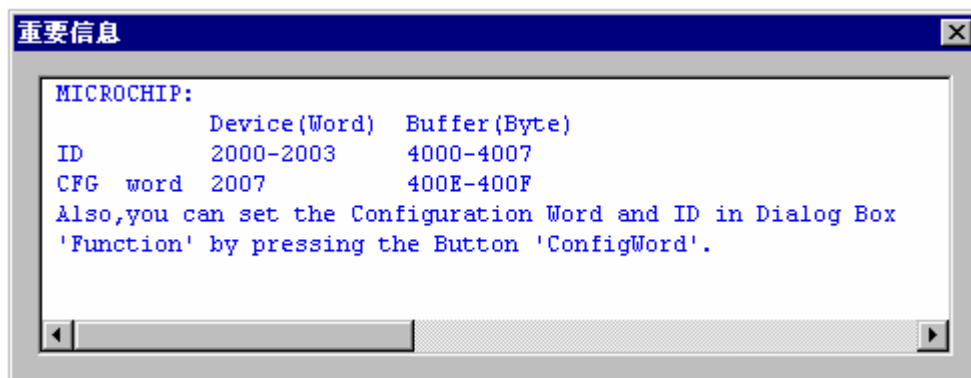 重要信息
MICROCHIP:
Device(Word) Buffer(Byte)
ID 2000-2003 4000-4007
CFG word 2007 400E-400F
Also,you can set the Configuration Word and ID in Dialog Box
'Function' by pressing the Button 'ConfigWord'.